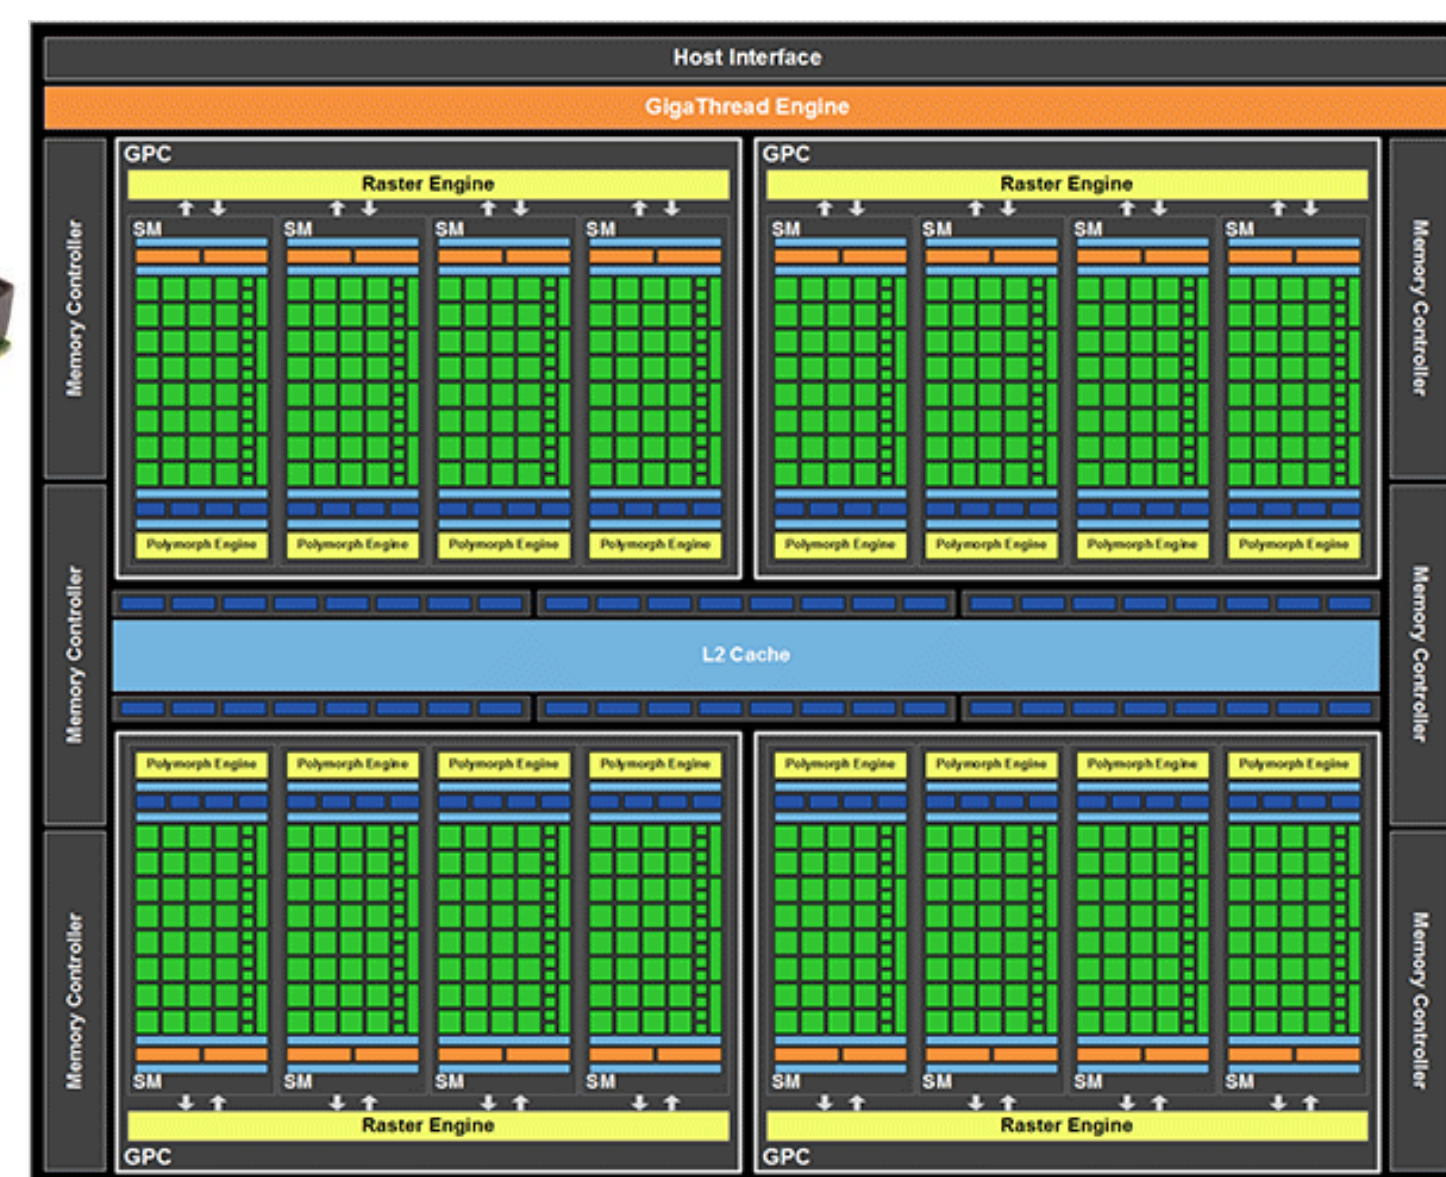 Host Interface
GigaThread Engine
GPC
GPC
Raster Engine
Raster Engine
SM SM SM SM
SM SM SM SM
Memory Controller
Memory Controller
Polymorph Engine Polymorph Engine Polymorph Engine Polymorph Engine
Polymorph Engine Polymorph Engine Polymorph Engine Polymorph Engine
Memory Controller
L2 Cache
Memory Controller
Polymorph Engine Polymorph Engine Polymorph Engine Polymorph Engine
Polymorph Engine Polymorph Engine Polymorph Engine Polymorph Engine
Memory Controller
Memory Controller
SM SM SM SM
SM SM SM SM
Raster Engine
Raster Engine
GPC
GPC